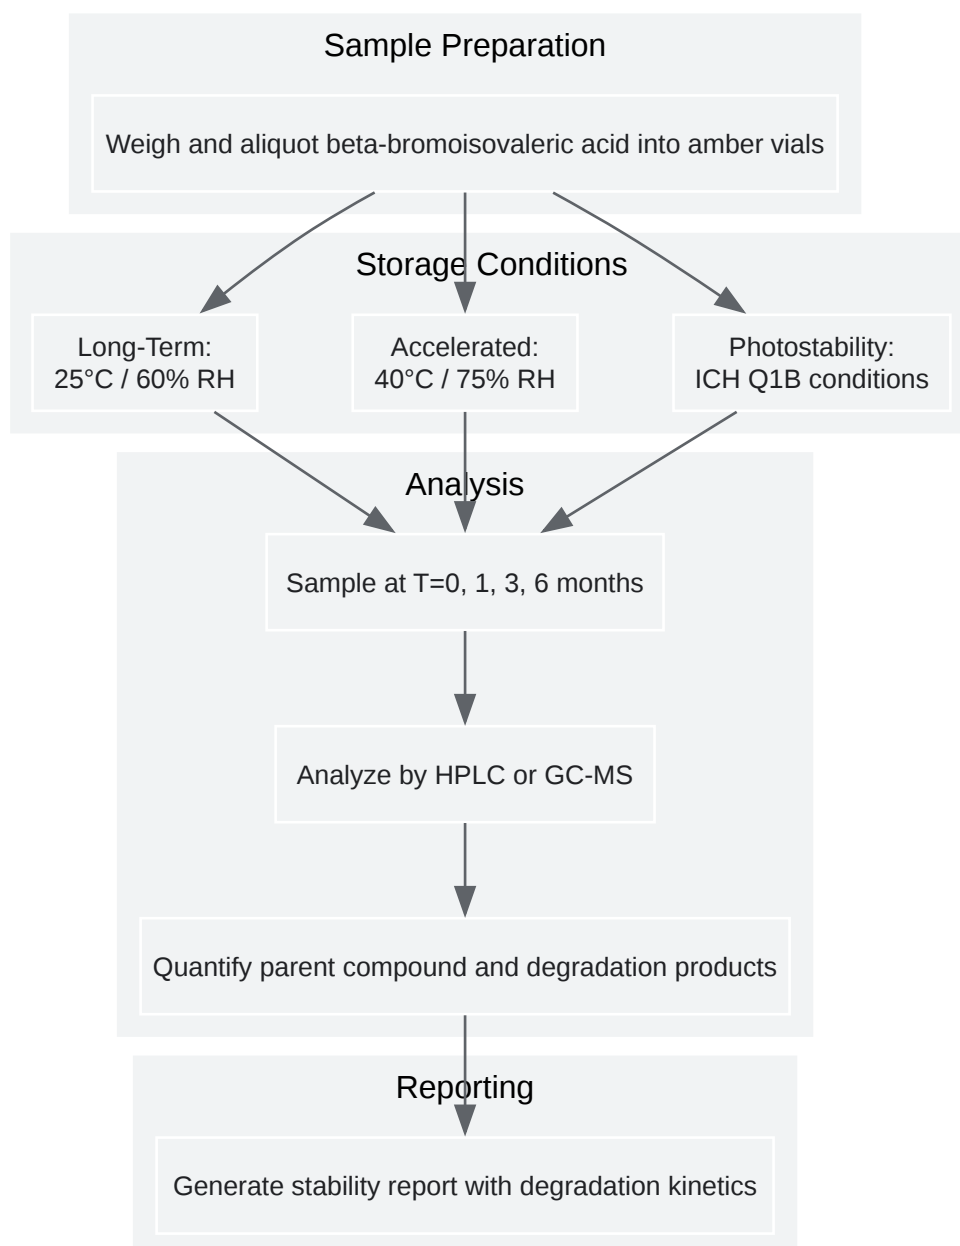 Sample Preparation
Weigh and aliquot beta-bromoisovaleric acid into amber vials
Storage Conditions
Long-Term:
25°C / 60% RH
Accelerated:
40°C / 75% RH
Photostability:
ICH Q1B conditions
Analysis
Sample at T=0, 1, 3, 6 months
Analyze by HPLC or GC-MS
Quantify parent compound and degradation products
Reporting
Generate stability report with degradation kinetics